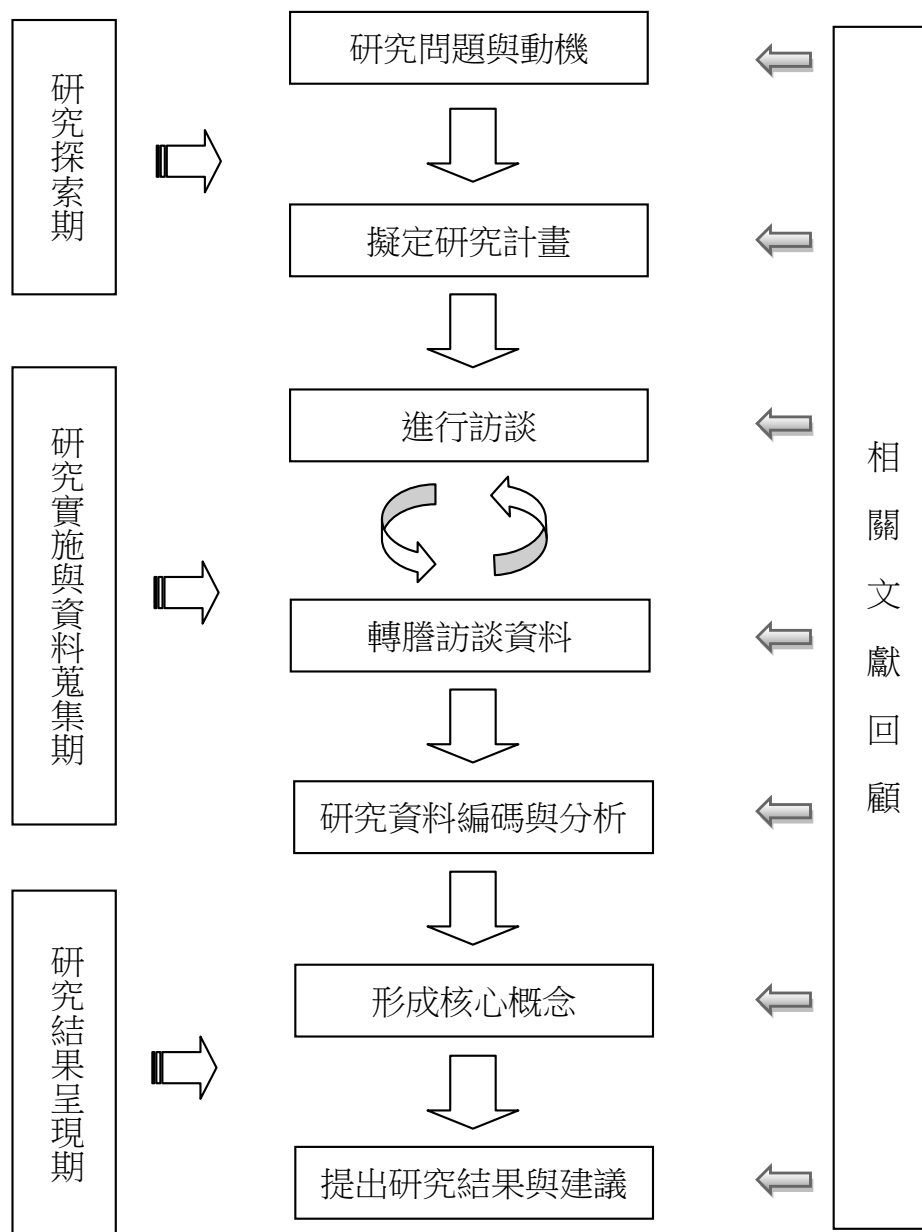 研究探索期
研究實施與資料蒐集期
研究結果呈現期
研究問題與動機
擬定研究計畫
進行訪談
轉謄訪談資料
研究資料編碼與分析
形成核心概念
提出研究結果與建議
相關文獻回顧